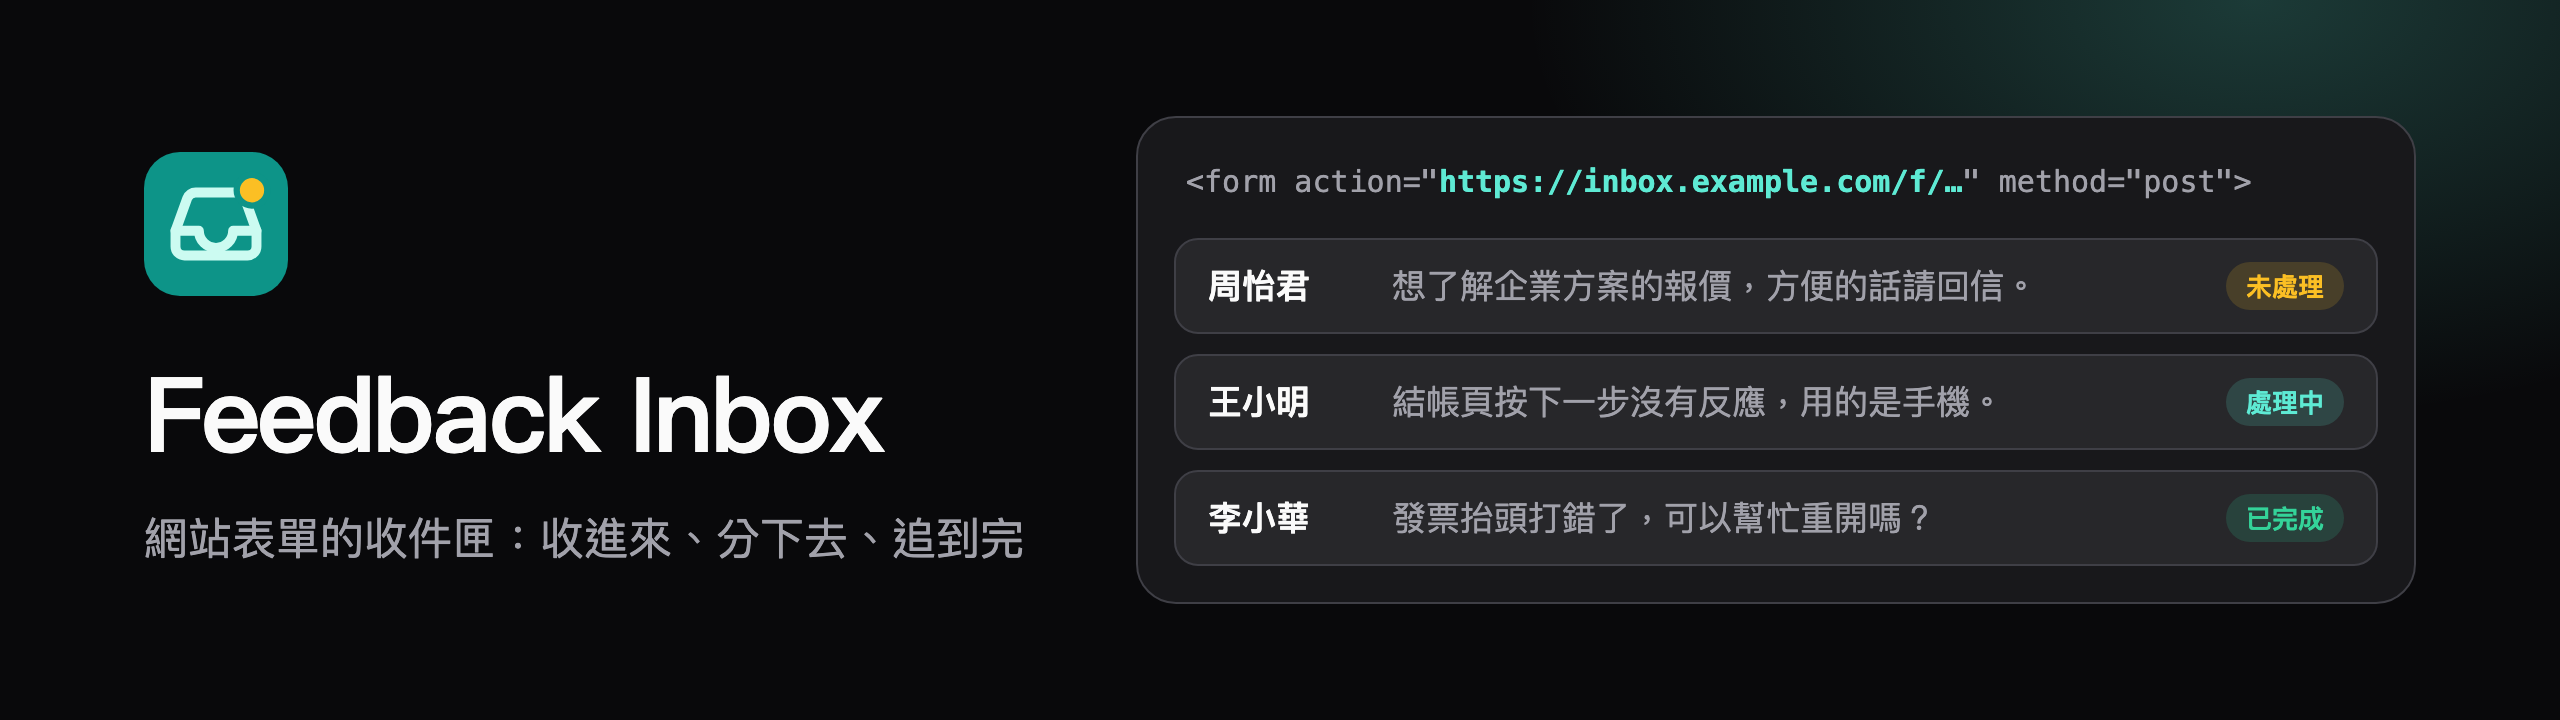 Feedback Inbox
網站表單的收件匣：收進來、分下去、追到完
<form action="https://inbox.example.com/f/…" method="post">
周怡君 想了解企業方案的報價，方便的話請回信。 未處理
王小明 結帳頁按下一步沒有反應，用的是手機。 處理中
李小華 發票抬頭打錯了，可以幫忙重開嗎？ 已完成